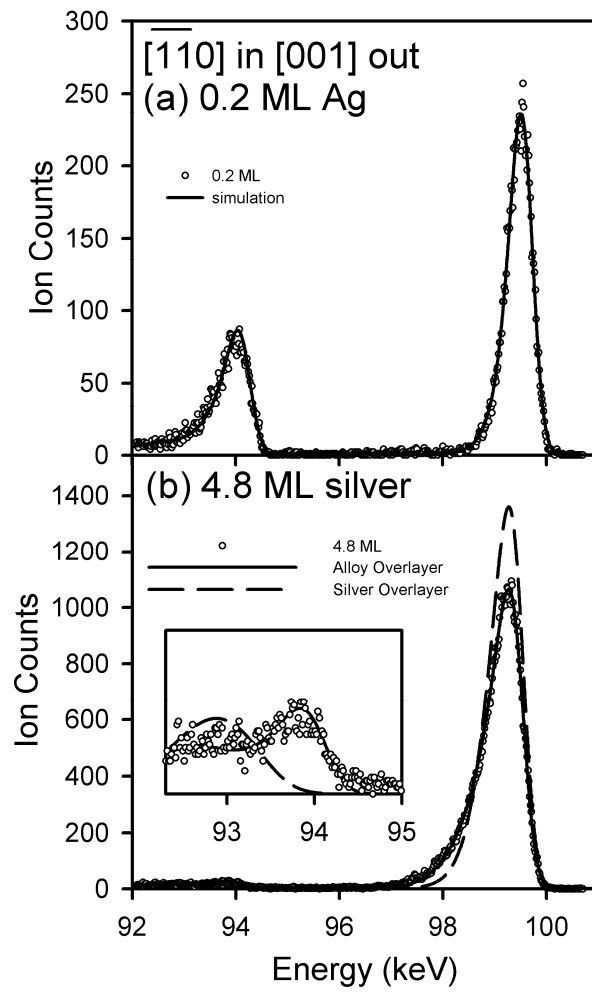 300
[110] in [001] out
(a) 0.2 ML Ag
250
200
0.2 ML
simulation
150
100
50
0
Ion Counts
(b) 4.8 ML silver
1400
4.8 ML
1200
Alloy Overlayer
Silver Overlayer
1000
800
600
400
200
0
Ion Counts
93 94 95
92 94 96 98 100
Energy (keV)